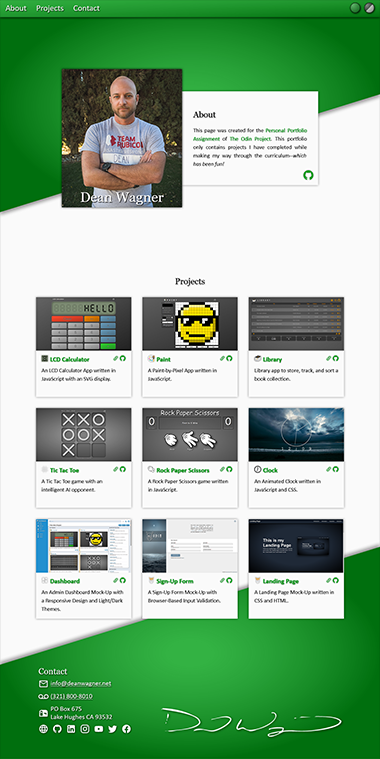 About Projects Contact
TEAM
RUBICON
DEAN
Dean Wagner
About
This page was created for the Personal Portfolio
Assignment of The Odin Project. This portfolio
only contains projects I have completed while
making my way through the curriculum—which
has been fun!
Projects
HELLO
LCD Calculator
An LCD Calculator App written in
JavaScript with an SVG display.
Paint
A Paint-by-Pixel App written in
JavaScript.
Library
Library app to store, track, and sort a
book collection.
Tic Tac Toe
A Tic Tac Toe game with an
intelligent AI opponent.
Rock Paper Scissors
0 0
Rock Paper Scissors
A Rock Paper Scissors game written
in JavaScript.
Clock
An Animated Clock written in
JavaScript and CSS.
Dashboard
An Admin Dashboard Mock-Up with
a Responsive Design and Light/Dark
Themes.
Sign-Up Form
A Sign-Up Form Mock-Up with
Browser-Based Input Validation.
This is my
Landing Page
Landing Page
A Landing Page Mock-Up written in
CSS and HTML.
Contact
info@deanwagner.net
(321) 800-8010
PO Box 675
Lake Hughes CA 93532